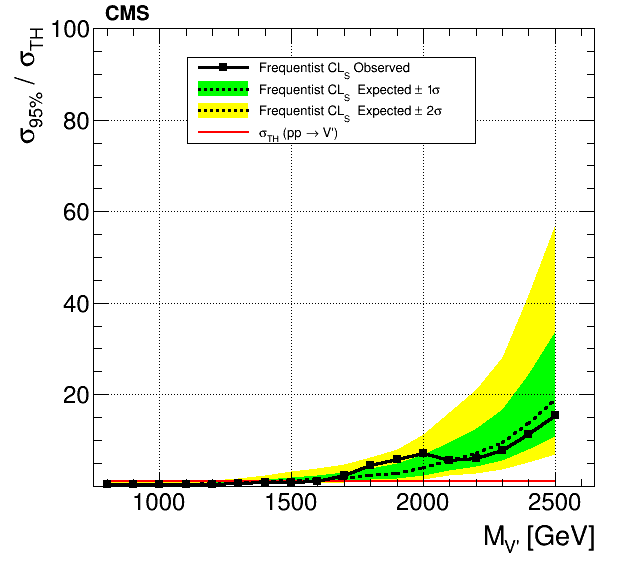 CMS
σ95% / σTH
100
80
60
40
20
Frequentist CLS Observed
Frequentist CLS Expected ± 1σ
Frequentist CLS Expected ± 2σ
σTH (pp → V')
1000 1500 2000 2500
MV' [GeV]